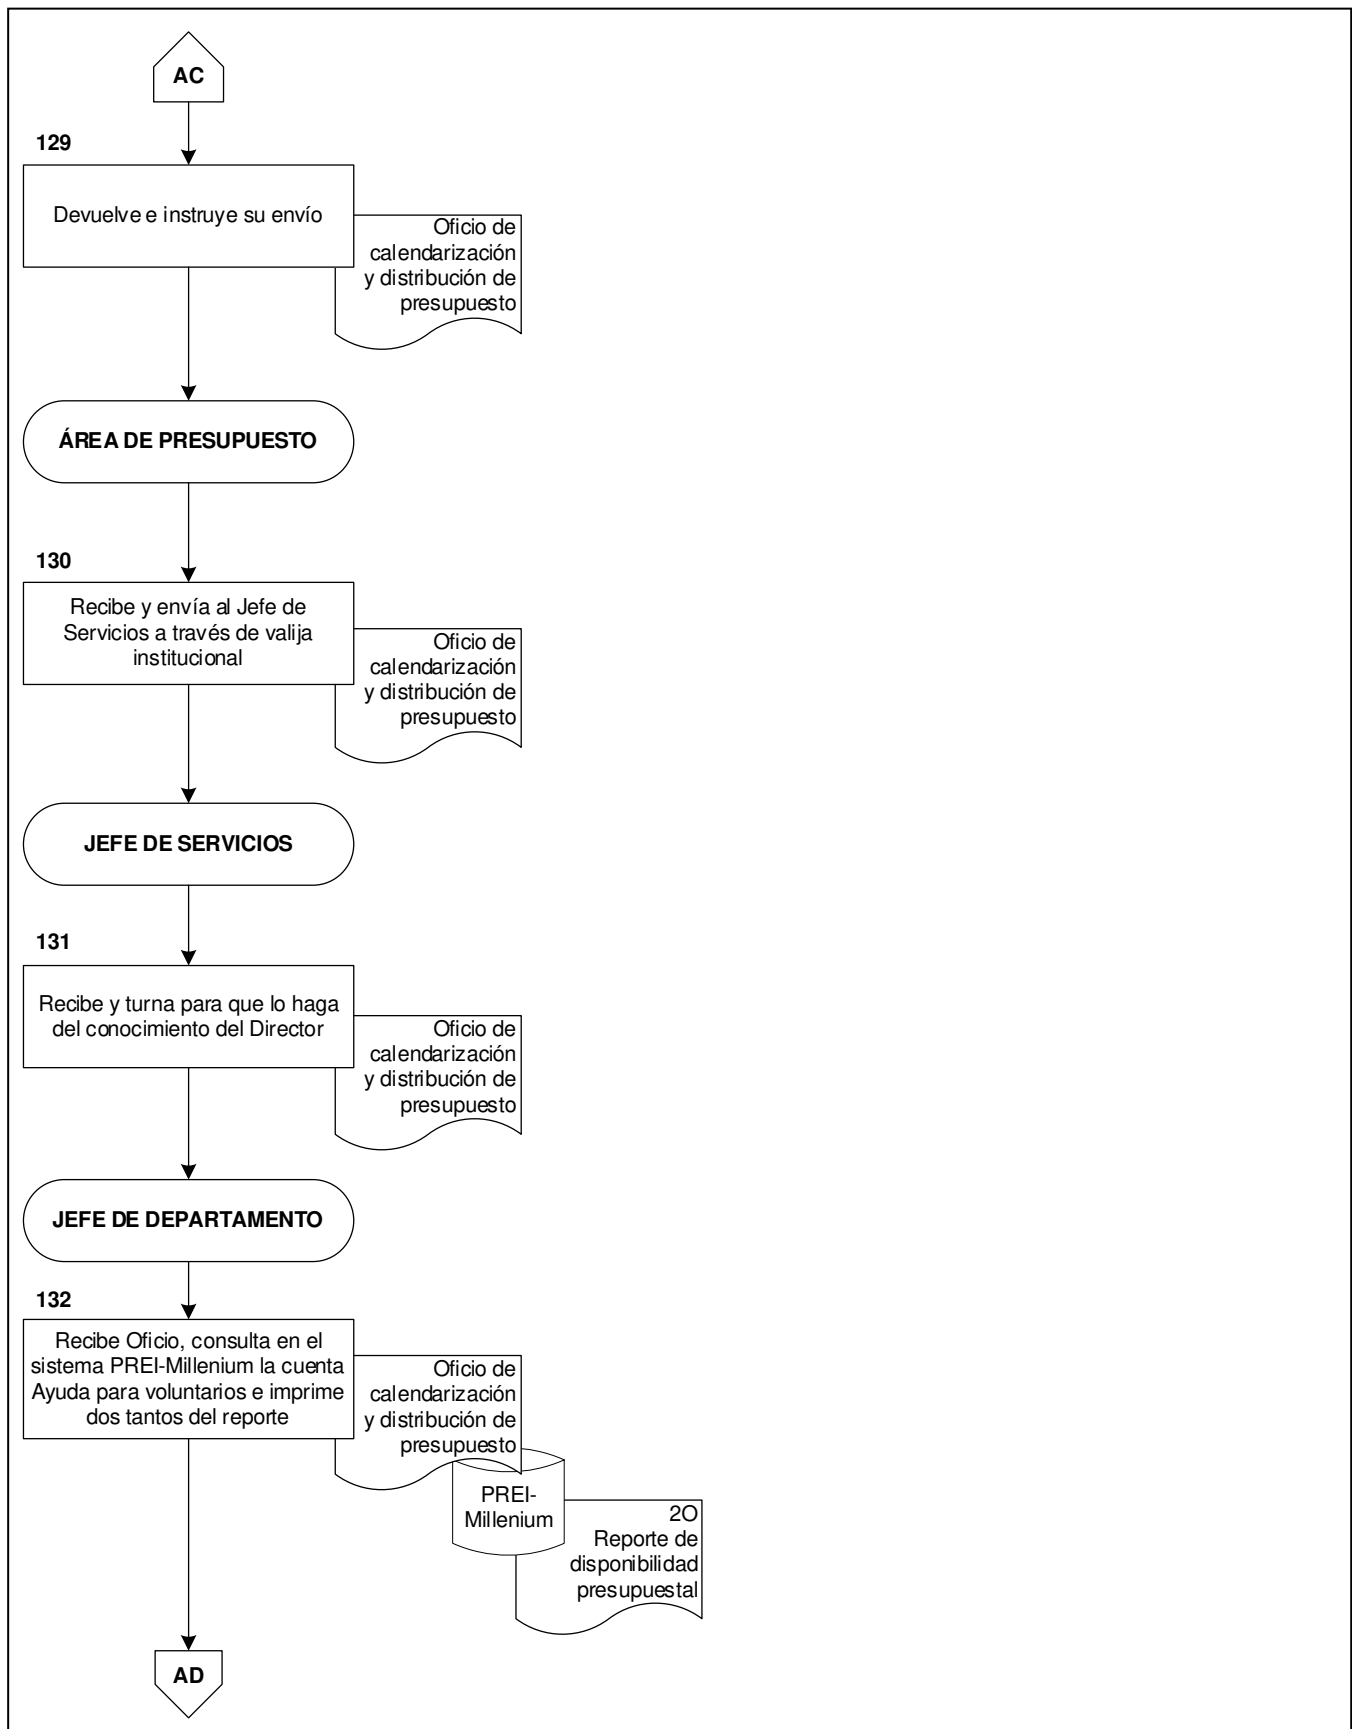 AC
129
Devuelve e instruye su envío
Oficio de
calendarización
y distribución de
presupuesto
ÁREA DE PRESUPUESTO
130
Recibe y envía al Jefe de
Servicios a través de valija
institucional
Oficio de
calendarización
y distribución de
presupuesto
JEFE DE SERVICIOS
131
Recibe y turna para que lo haga
del conocimiento del Director
Oficio de
calendarización
y distribución de
presupuesto
JEFE DE DEPARTAMENTO
132
Recibe Oficio, consulta en el
sistema PREI-Millenium la cuenta
Ayuda para voluntarios e imprime
dos tantos del reporte
Oficio de
calendarización
y distribución de
presupuesto
PREI-
Millenium
2O
Reporte de
disponibilidad
presupuestal
AD